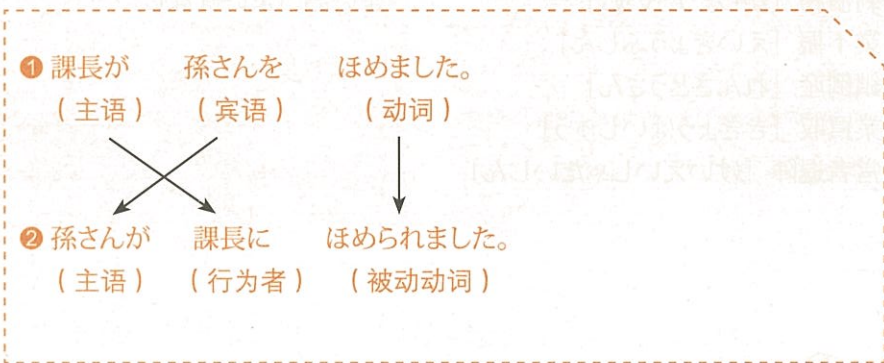 ❶ 課長が 孫さんを ほめました。
(主语) (宾语) (动词)
❷ 孫さんが 課長に ほめられました。
(主语) (行为者) (被动动词)